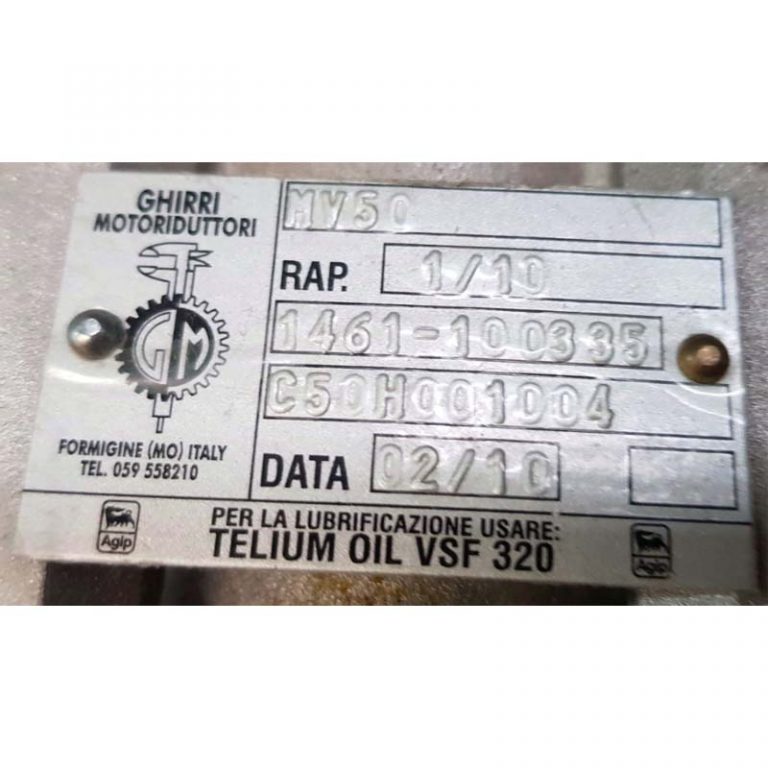 GHIRRI
MOTORIDUTTORI
GM
FORMIGINE (MO) ITALY
TEL. 059 558210
MV50
RAP. 1/10
1461-100335
C50H001004
DATA 02/10
PER LA LUBRIFICAZIONE USARE:
TELIUM OIL VSF 320
Agip
Agip